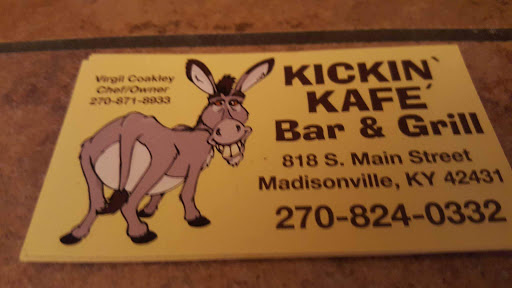 Virgil Coakley
Chef/Owner
270-871-8933
KICKIN`
KAFE´
Bar & Grill
818 S. Main Street
Madisonville, KY 42431
270-824-0332